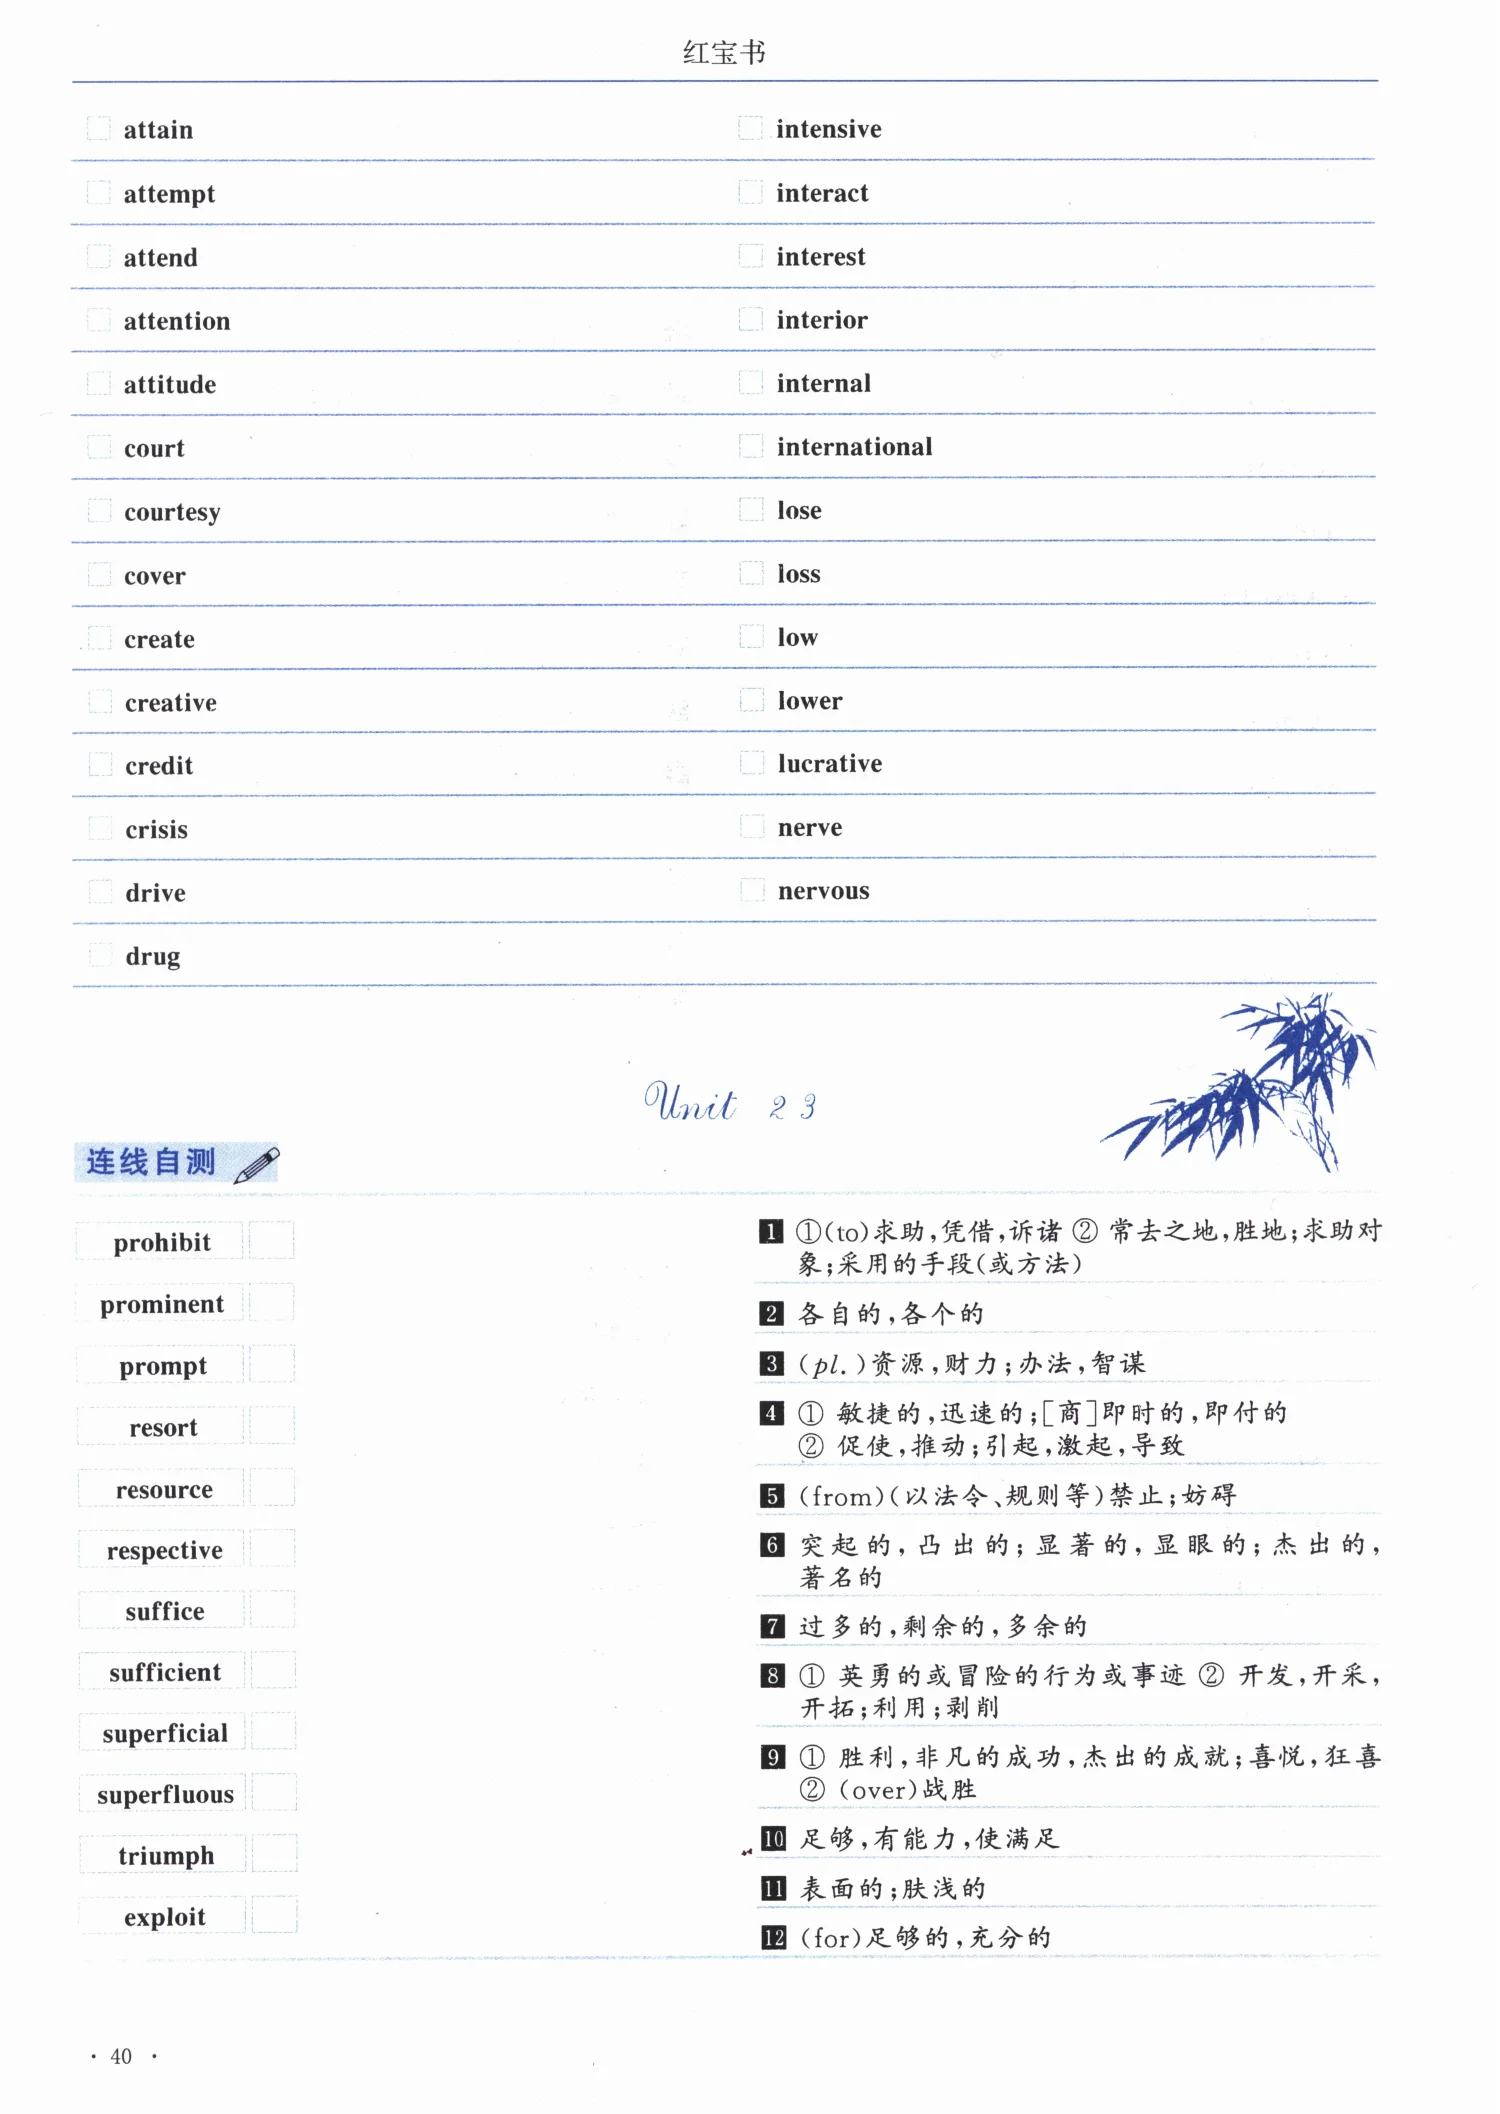 红宝书
attain
intensive
attempt
interact
attend
interest
attention
interior
attitude
internal
court
international
courtesy
lose
cover
loss
create
low
creative
lower
credit
lucrative
crisis
nerve
drive
nervous
drug
Unit 23
连线自测
prohibit
prominent
prompt
resort
resource
respective
suffice
sufficient
superficial
superfluous
triumph
exploit
1 ①(to)求助,凭借,诉诸 ② 常去之地,胜地;求助对
象;采用的手段(或方法)
2 各自的,各个的
3 (pl.)资源,财力;办法,智谋
4 ① 敏捷的,迅速的;[商]即时的,即付的
② 促使,推动;引起,激起,导致
5 (from)(以法令、规则等)禁止;妨碍
6 突起的,凸出的;显著的,显眼的;杰出的,
著名的
7 过多的,剩余的,多余的
8 ① 英勇的或冒险的行为或事迹 ② 开发,开采,
开拓;利用;剥削
9 ① 胜利,非凡的成功,杰出的成就;喜悦,狂喜
② (over)战胜
10 足够,有能力,使满足
11 表面的;肤浅的
12 (for)足够的,充分的
· 40 ·